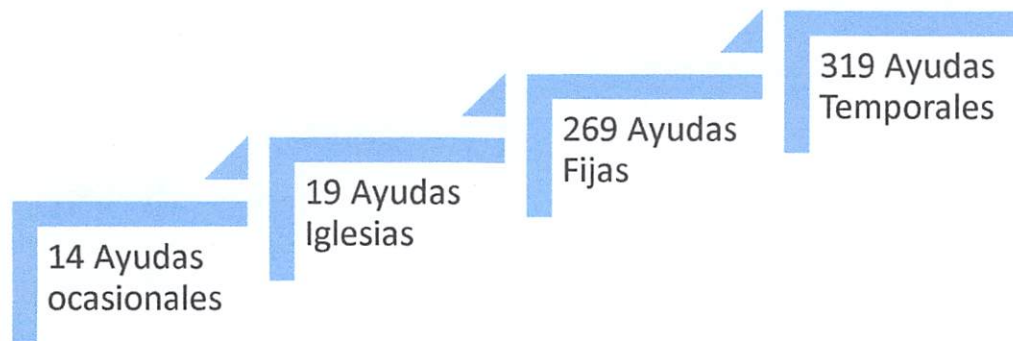 14 Ayudas
ocasionales
19 Ayudas
Iglesias
269 Ayudas
Fijas
319 Ayudas
Temporales